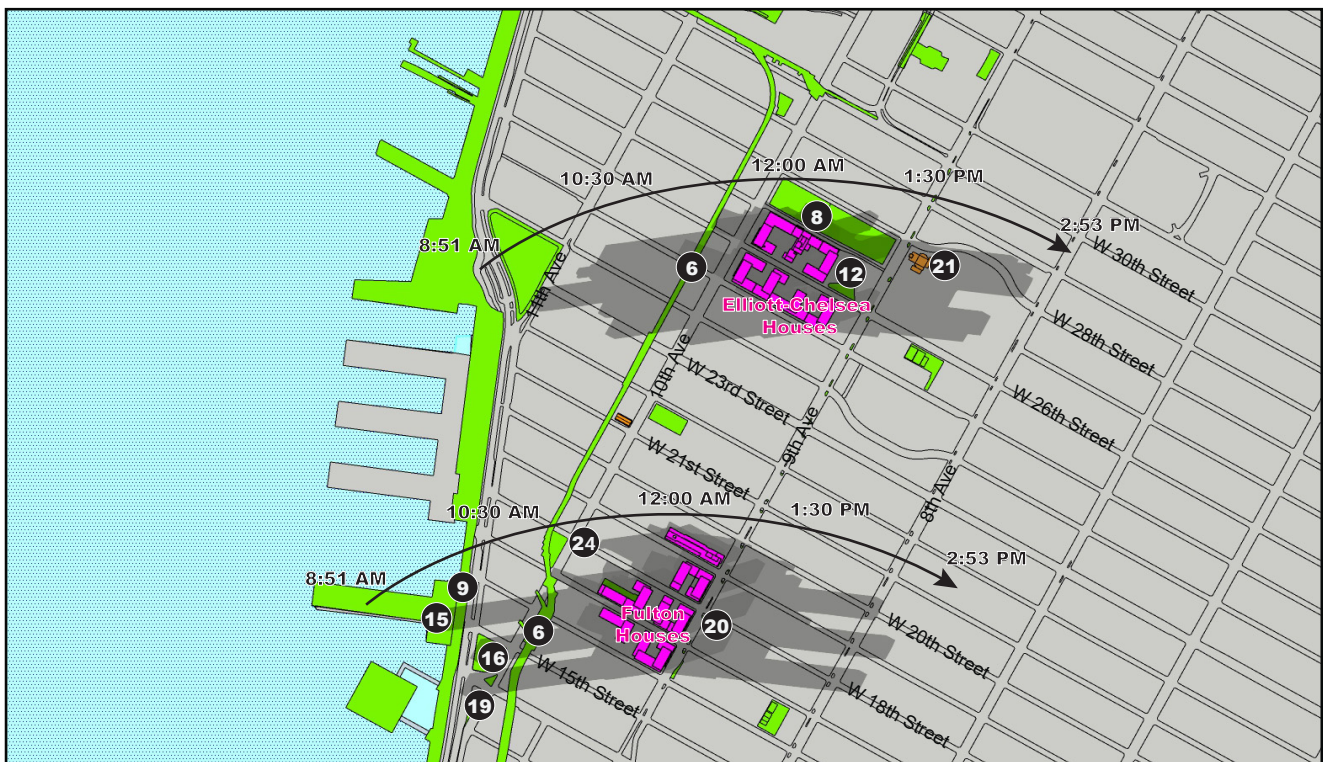 12:00 AM
10:30 AM
1:30 PM
8:51 AM
2:53 PM
8
6
12
21
11th Ave
W 30th Street
Elliott-Chelsea
Houses
W 28th Street
10th Ave
W 23rd Street
W 26th Street
9th Ave
W 21st Street
8th Ave
12:00 AM
10:30 AM
1:30 PM
24
2:53 PM
8:51 AM
9
15
6
Fulton
Houses
20
16
W 15th Street
W 20th Street
19
W 18th Street